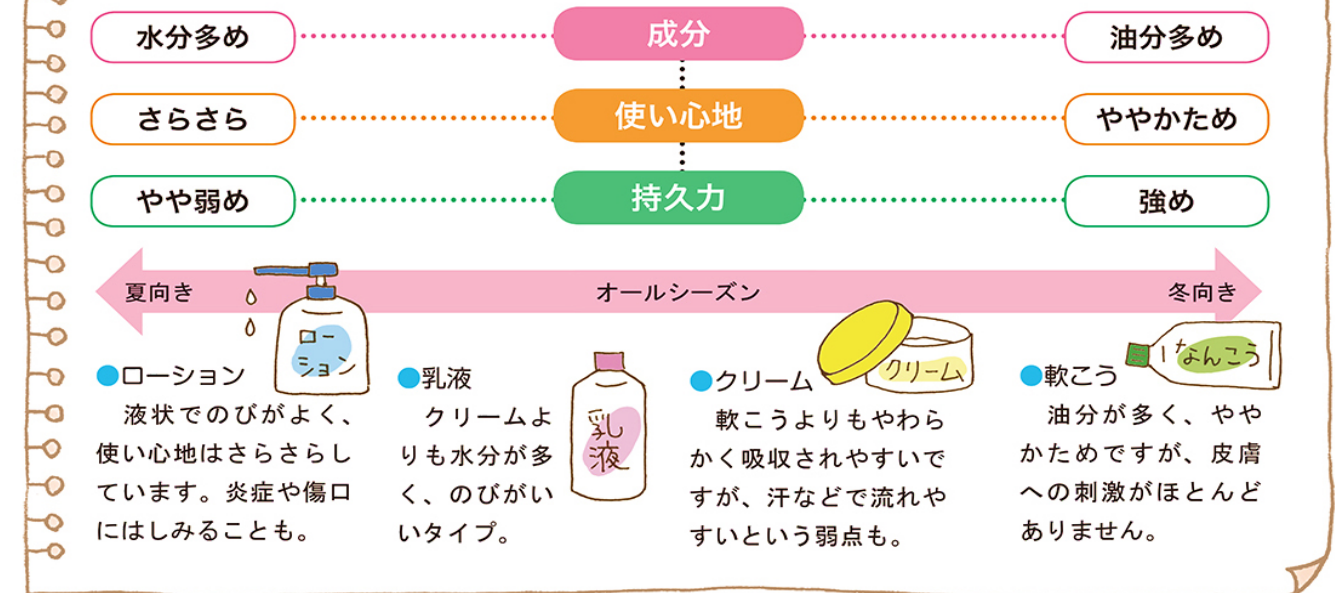 水分多め 成分 油分多め
さらさら 使い心地 ややかため
やや弱め 持久力 強め
夏向き オールシーズン 冬向き
ロー
ション
●ローション
液状でのびがよく、
使い心地はさらさらし
ています。炎症や傷口
にはしみることも。
乳
液
●乳液
クリームよ
りも水分が多
く、のびがい
いタイプ。
クリーム
●クリーム
軟こうよりもやわら
かく吸収されやすいで
すが、汗などで流れや
すいという弱点も。
なんこう
●軟こう
油分が多く、やや
かためですが、皮膚
への刺激がほとんど
ありません。